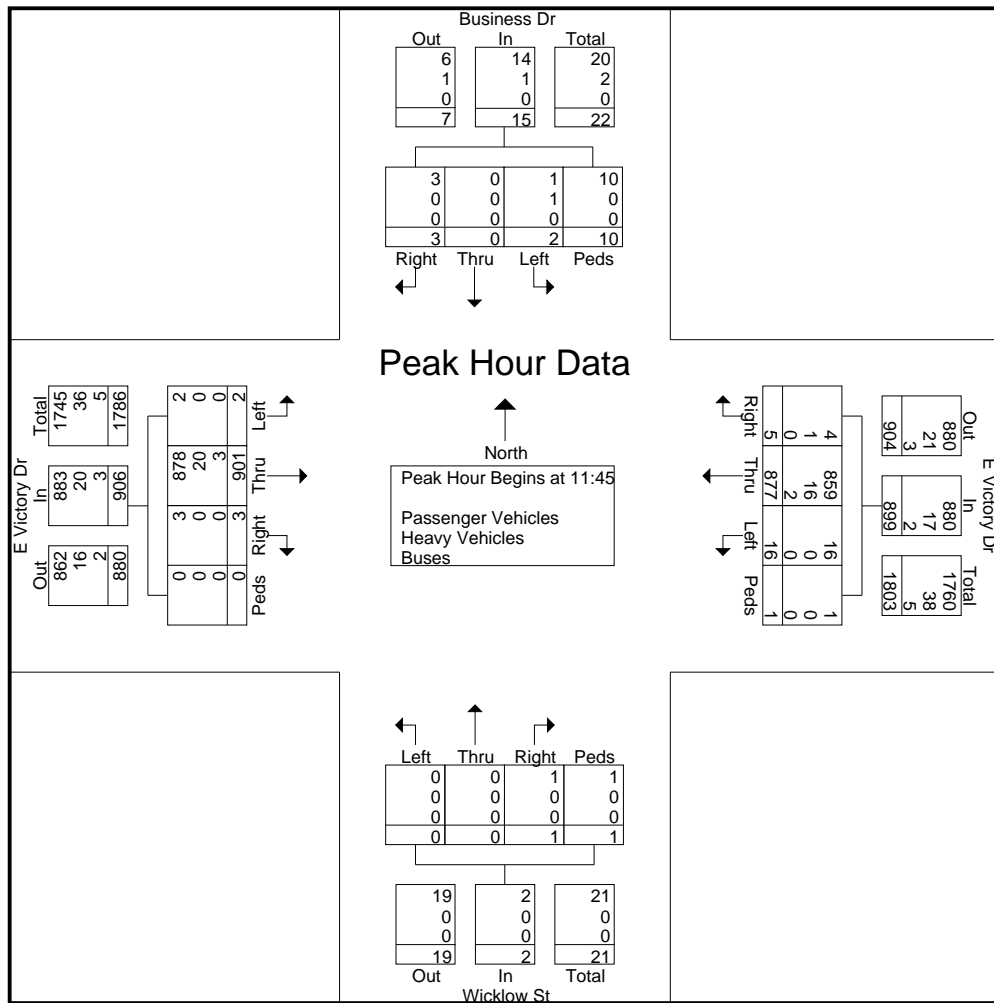 Business Dr
Out In Total
6 14 20
1 1 2
0 0 0
7 15 22
3 0 1 10
0 0 1 0
0 0 0 0
3 0 2 10
Right Thru Left Peds
Peak Hour Data
North
Peak Hour Begins at 11:45
Passenger Vehicles
Heavy Vehicles
Buses
E Victory Dr
Total In Out
1745 883 862
36 20 16
5 3 2
1786 906 880
2 878 3 0
0 20 0 0
0 3 0 0
2 901 3 0
Left Thru Right Peds
E Victory Dr
Out In Total
880 880 1760
21 17 38
3 2 5
904 899 1803
4 859 16 1
1 16 0 0
0 2 0 0
5 877 16 1
Right Thru Left Peds
Left Thru Right Peds
0 0 1 1
0 0 0 0
0 0 0 0
0 0 1 1
19 2 21
0 0 0
0 0 0
19 2 21
Out In Total
Wicklow St